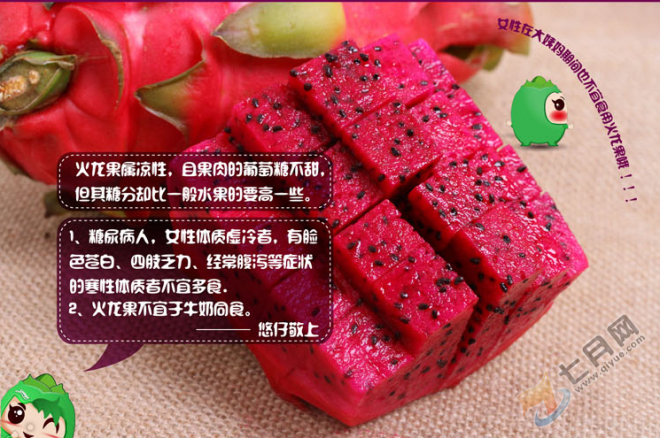 女性在大姨妈期间也不宜食用火龙果哦！！！
火龙果属凉性，自果肉的葡萄糖不甜，
但其糖分却比一般水果的要高一些。
1、糖尿病人，女性体质虚冷者，有脸
色苍白、四肢乏力、经常腹泻等症状
的寒性体质者不宜多食．
2、火龙果不宜于牛奶同食。
——— 悠仔敬上
七月网
www.qiyue.com